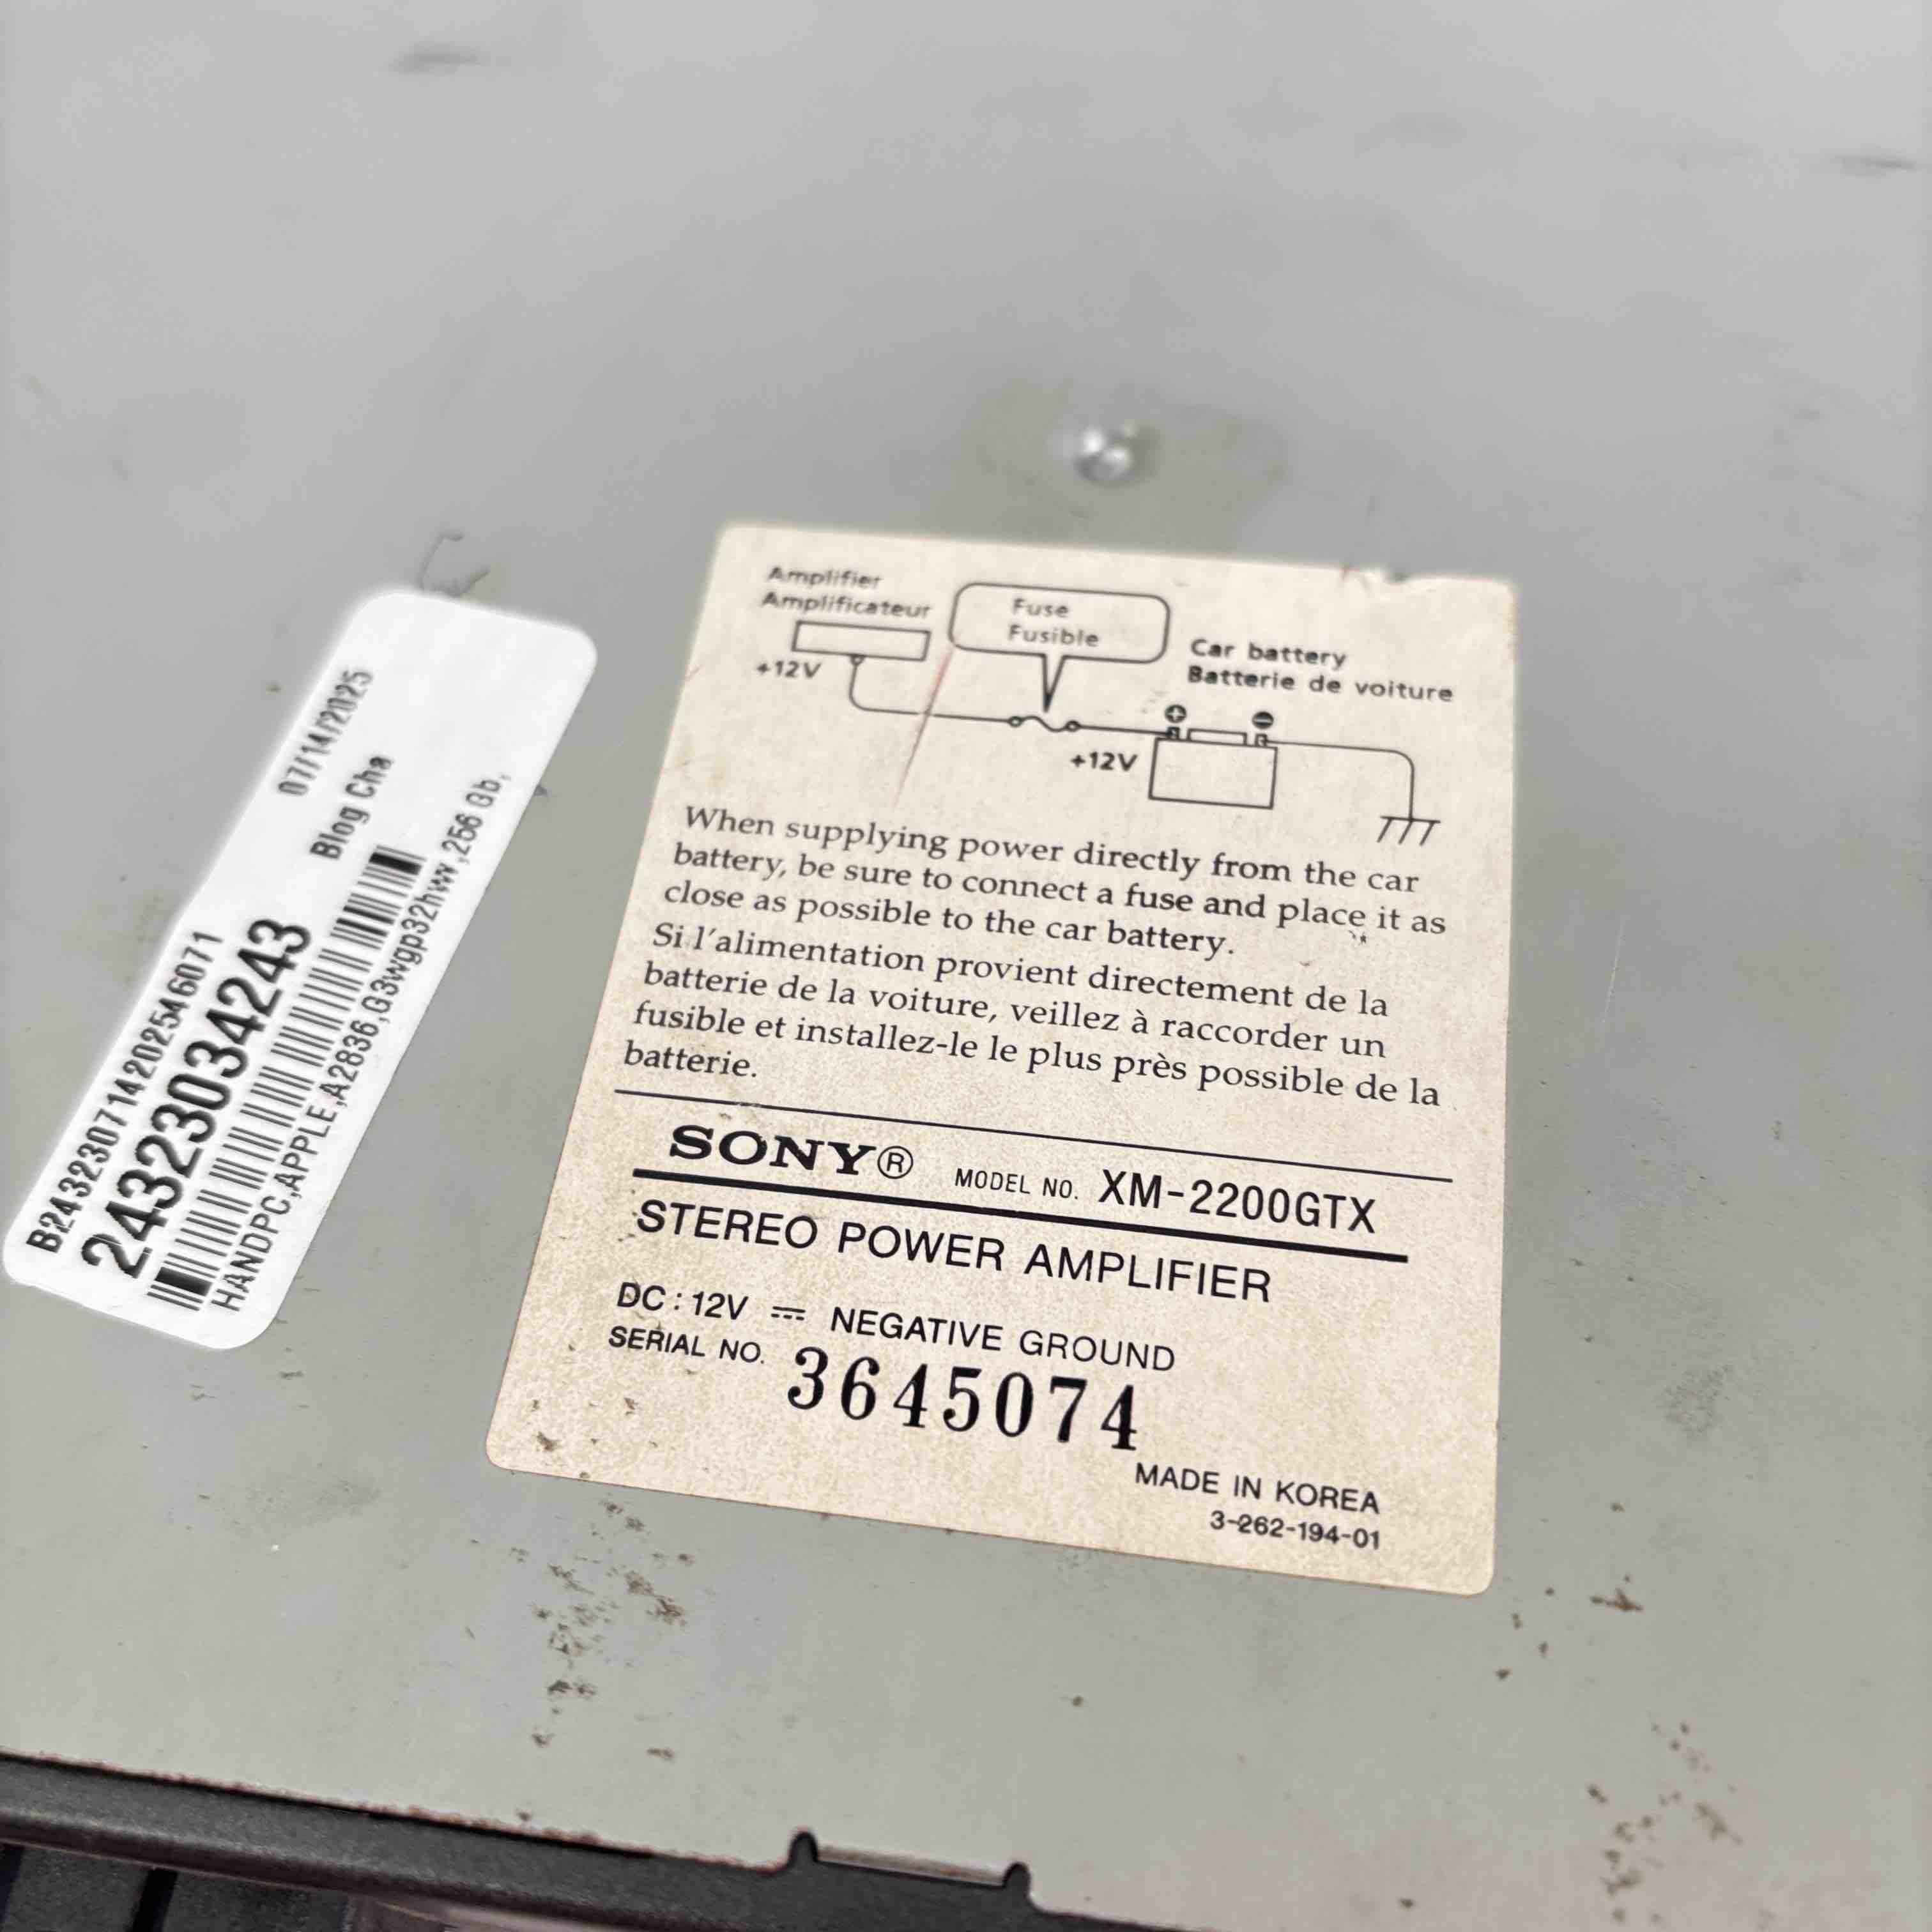 07/14/2025
Blog Cha
B24323071420254 6071
24323034243
HANDPC,APPLE,A2836,G3wgp32hww,256 Gb,
Amplifier
Amplificateur
Fuse
Fusible
Car battery
Batterie de voiture
+12V
+12V
When supplying power directly from the car
battery, be sure to connect a fuse and place it as
close as possible to the car battery.
Si l'alimentation provient directement de la
batterie de la voiture, veillez à raccorder un
fusible et installez-le le plus près possible de la
batterie.
SONY® MODEL NO. XM-2200GTX
STEREO POWER AMPLIFIER
DC : 12V ⎓ NEGATIVE GROUND
SERIAL NO. 3645074
MADE IN KOREA
3-262-194-01